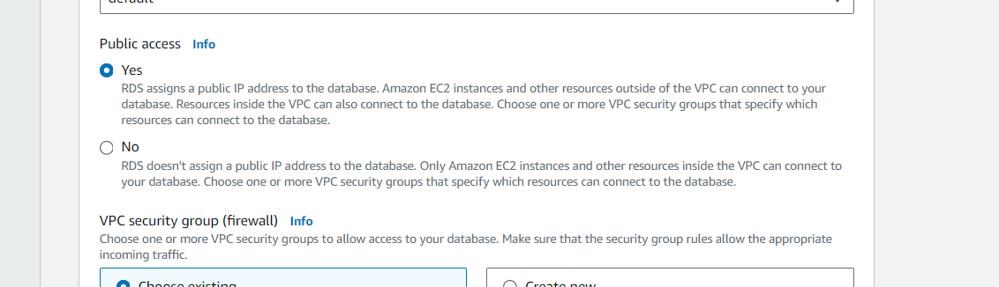 default
Public access Info
Yes
RDS assigns a public IP address to the database. Amazon EC2 instances and other resources outside of the VPC can connect to your
database. Resources inside the VPC can also connect to the database. Choose one or more VPC security groups that specify which
resources can connect to the database.
No
RDS doesn't assign a public IP address to the database. Only Amazon EC2 instances and other resources inside the VPC can connect to
your database. Choose one or more VPC security groups that specify which resources can connect to the database.
VPC security group (firewall) Info
Choose one or more VPC security groups to allow access to your database. Make sure that the security group rules allow the appropriate
incoming traffic.
Choose existing Create new